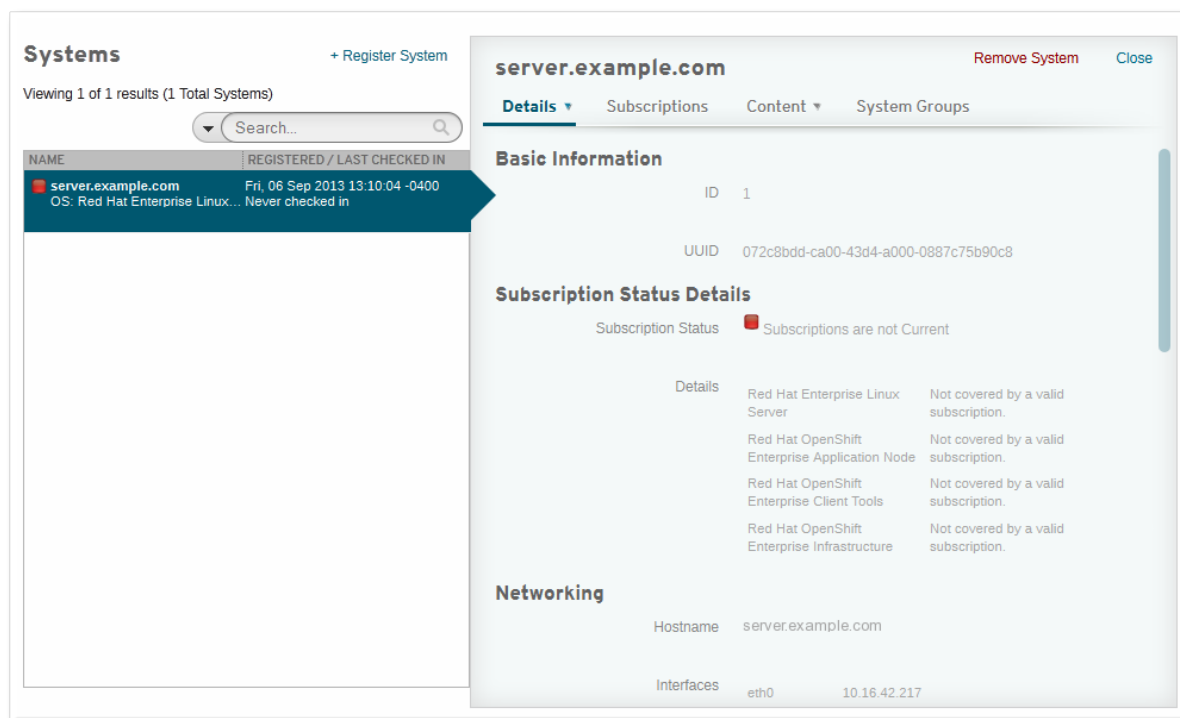 Systems
+ Register System
Viewing 1 of 1 results (1 Total Systems)
Search...
NAME REGISTERED / LAST CHECKED IN
server.example.com Fri, 06 Sep 2013 13:10:04 -0400
OS: Red Hat Enterprise Linux... Never checked in
server.example.com
Remove System Close
Details Subscriptions Content System Groups
Basic Information
ID 1
UUID 072c8bdd-ca00-43d4-a000-0887c75b90c8
Subscription Status Details
Subscription Status Subscriptions are not Current
Details
Red Hat Enterprise Linux Not covered by a valid
Server subscription.
Red Hat OpenShift Not covered by a valid
Enterprise Application Node subscription.
Red Hat OpenShift Not covered by a valid
Enterprise Client Tools subscription.
Red Hat OpenShift Not covered by a valid
Enterprise Infrastructure subscription.
Networking
Hostname server.example.com
Interfaces eth0 10.16.42.217